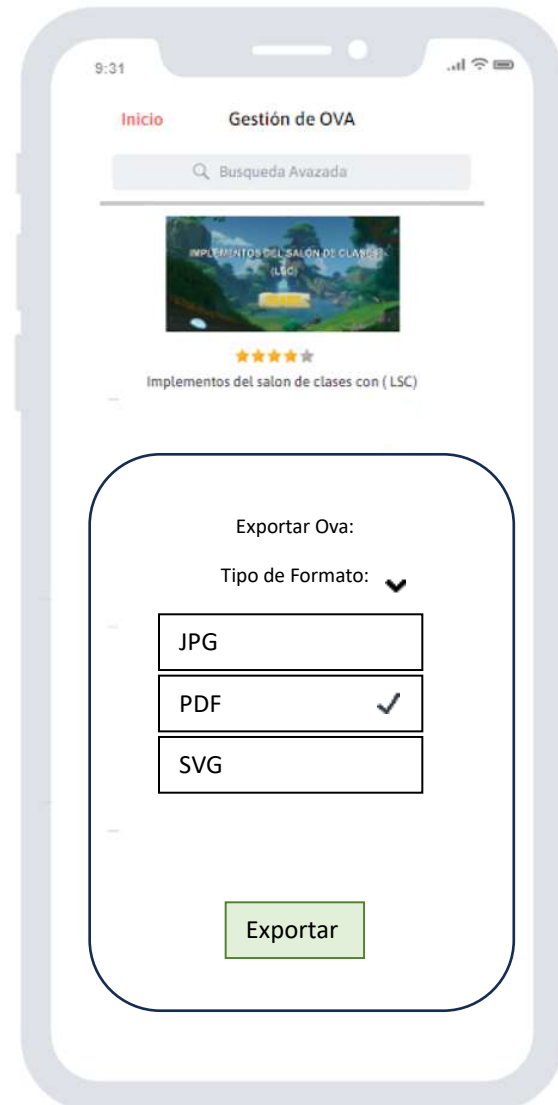 9:31
Inicio
Gestión de OVA
Busqueda Avazada
IMPLEMENTOS DEL SALÓN DE CLASES
(LSC)
Implementos del salon de clases con ( LSC)
Exportar Ova:
Tipo de Formato:
JPG
PDF
SVG
Exportar